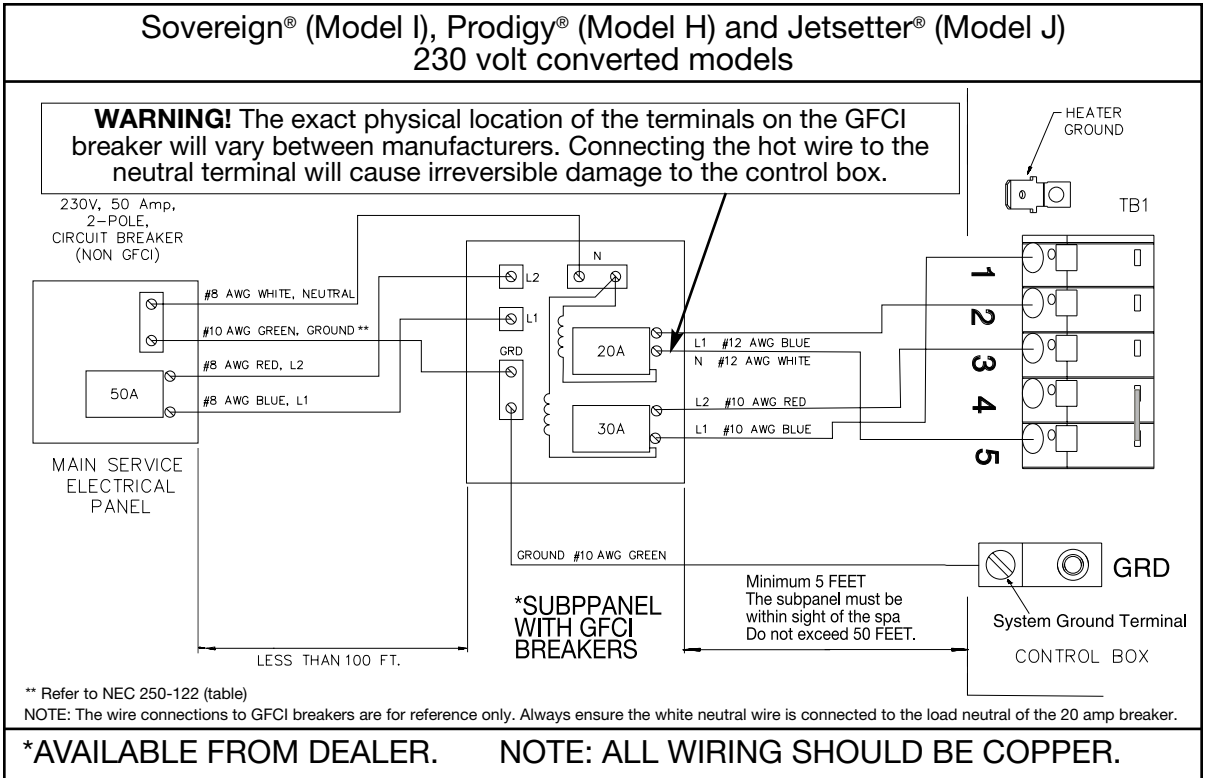 Sovereign® (Model I), Prodigy® (Model H) and Jetsetter® (Model J)
230 volt converted models
WARNING! The exact physical location of the terminals on the GFCI
breaker will vary between manufacturers. Connecting the hot wire to the
neutral terminal will cause irreversible damage to the control box.
HEATER
GROUND
TB1
230V, 50 Amp,
2-POLE,
CIRCUIT BREAKER
(NON GFCI)
#8 AWG WHITE, NEUTRAL
#10 AWG GREEN, GROUND **
#8 AWG RED, L2
#8 AWG BLUE, L1
50A
MAIN SERVICE
ELECTRICAL
PANEL
L2
N
L1
GRD
20A
30A
L1 #12 AWG BLUE
N #12 AWG WHITE
L2 #10 AWG RED
L1 #10 AWG BLUE
1
2
3
4
5
GROUND #10 AWG GREEN
GRD
System Ground Terminal
CONTROL BOX
*SUBPPANEL
WITH GFCI
BREAKERS
Minimum 5 FEET
The subpanel must be
within sight of the spa
Do not exceed 50 FEET.
LESS THAN 100 FT.
** Refer to NEC 250-122 (table)
NOTE: The wire connections to GFCI breakers are for reference only. Always ensure the white neutral wire is connected to the load neutral of the 20 amp breaker.
*AVAILABLE FROM DEALER. NOTE: ALL WIRING SHOULD BE COPPER.